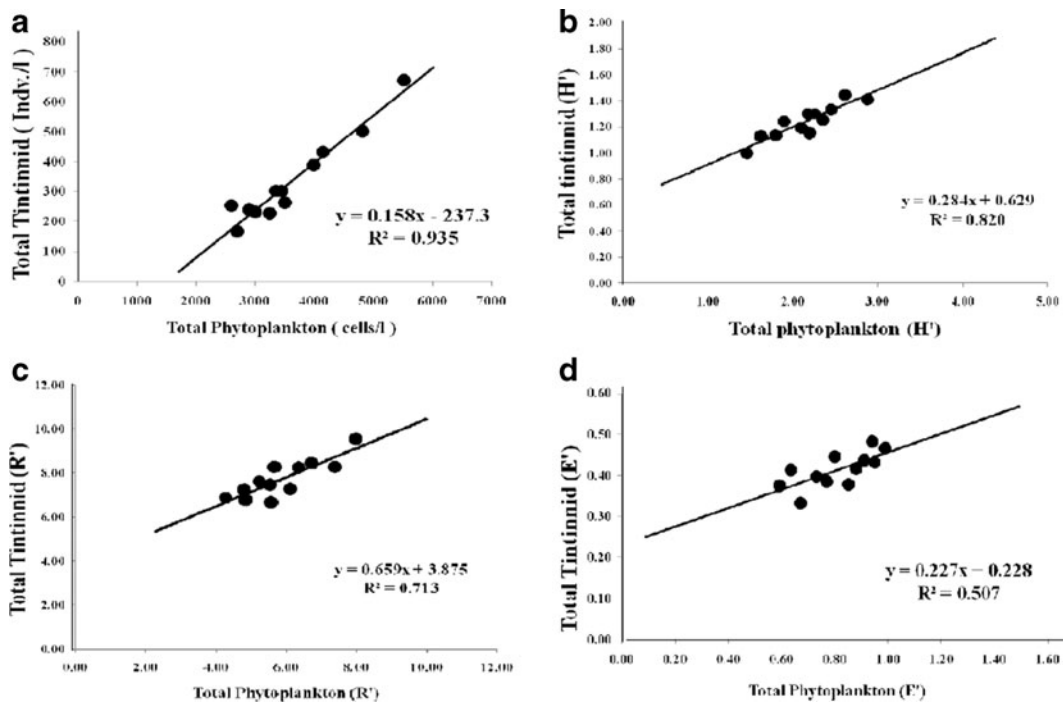 a
800
700
600
500
400
300
200
100
0
0 1000 2000 3000 4000 5000 6000 7000
Total Tintinnid ( Indv./l )
Total Phytoplankton ( cells/l )
y = 0.158x - 237.3
R² = 0.935
b
2.00
1.80
1.60
1.40
1.20
1.00
0.80
0.60
0.40
0.20
0.00
0.00 1.00 2.00 3.00 4.00 5.00
Total tintinnid (H')
Total phytoplankton (H')
y = 0.284x + 0.629
R² = 0.820
c
12.00
10.00
8.00
6.00
4.00
2.00
0.00
0.00 2.00 4.00 6.00 8.00 10.00 12.00
Total Tintinnid (R')
Total Phytoplankton (R')
y = 0.659x + 3.875
R² = 0.713
d
0.60
0.50
0.40
0.30
0.20
0.10
0.00
0.00 0.20 0.40 0.60 0.80 1.00 1.20 1.40 1.60
Total Tintinnid (E')
Total Phytoplankton (E')
y = 0.227x − 0.228
R² = 0.507